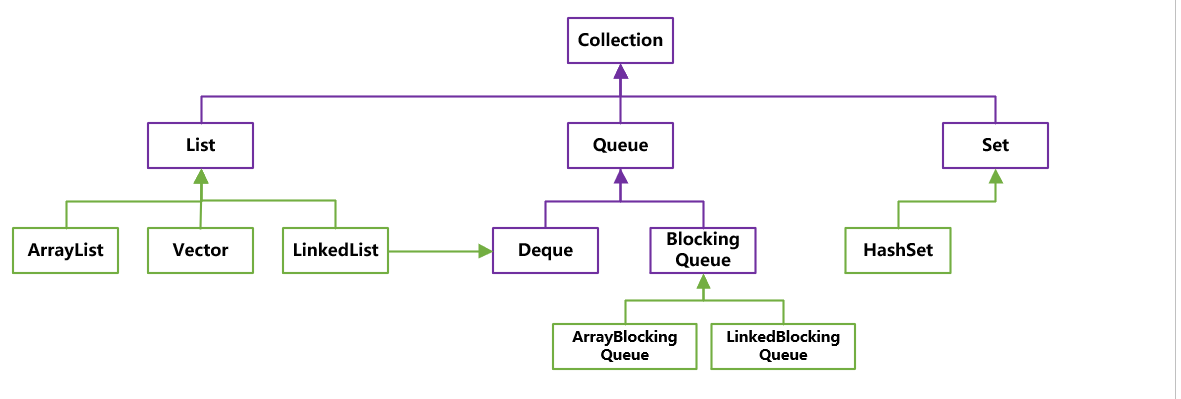 Collection
List
Queue
Set
ArrayList
Vector
LinkedList
Deque
Blocking
Queue
HashSet
ArrayBlocking
Queue
LinkedBlocking
Queue